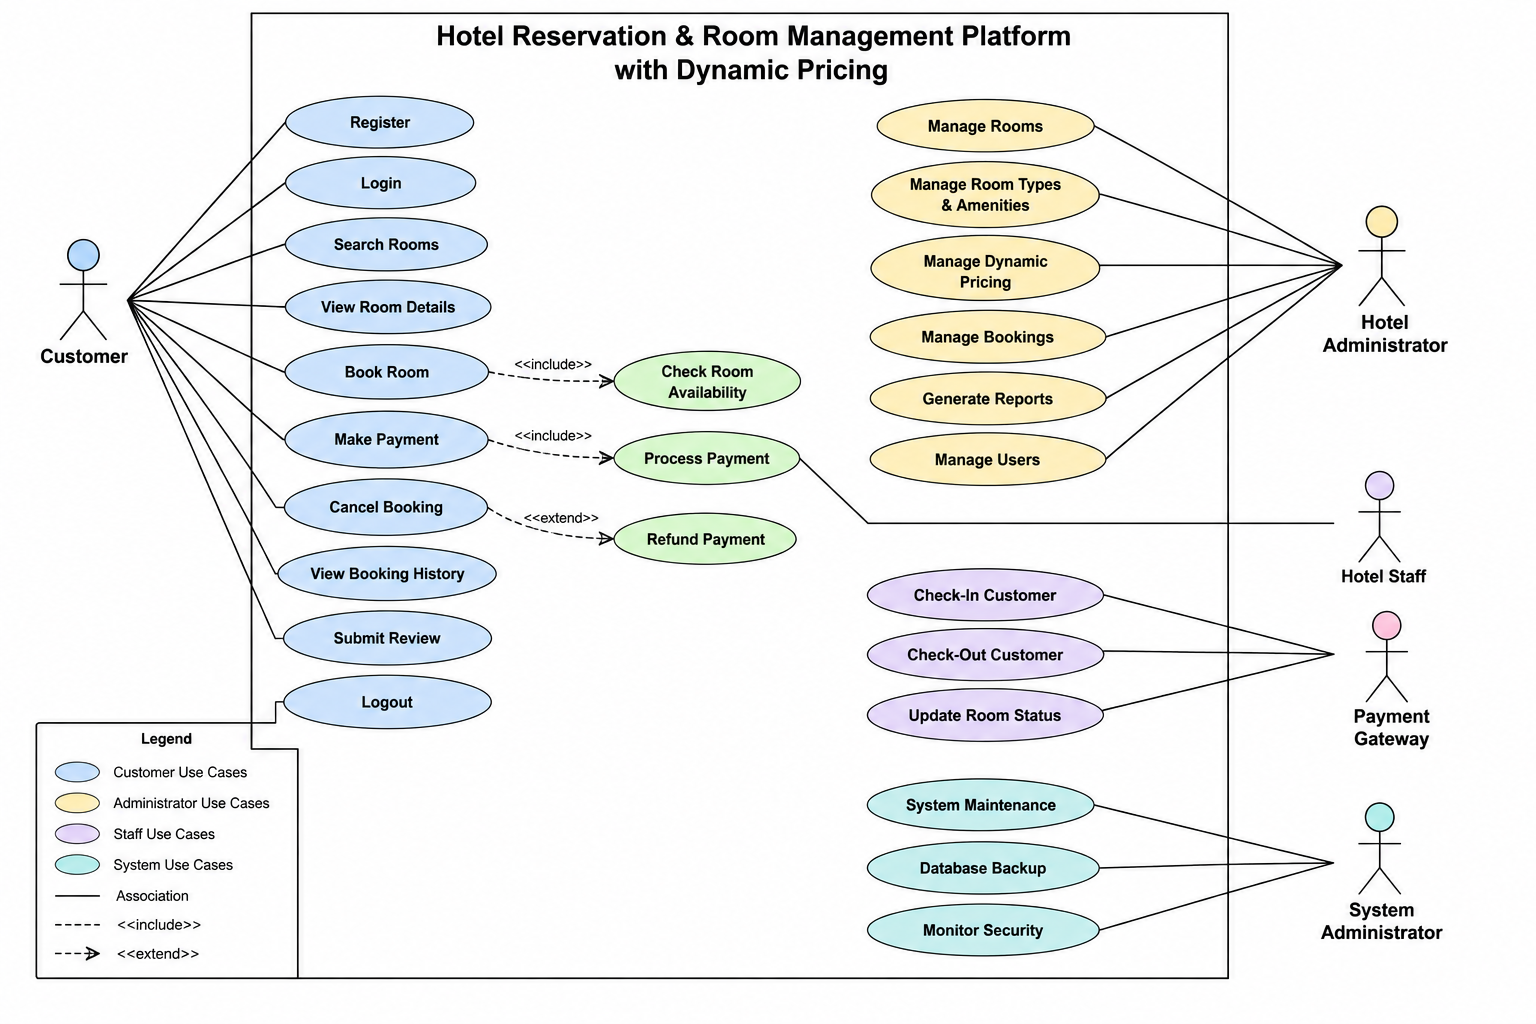 Hotel Reservation & Room Management Platform
with Dynamic Pricing
Register
Login
Search Rooms
View Room Details
Book Room
Make Payment
Cancel Booking
View Booking History
Submit Review
Logout
Customer
<<include>>
<<include>>
<<extend>>
Check Room
Availability
Process Payment
Refund Payment
Manage Rooms
Manage Room Types
& Amenities
Manage Dynamic
Pricing
Manage Bookings
Generate Reports
Manage Users
Check-In Customer
Check-Out Customer
Update Room Status
System Maintenance
Database Backup
Monitor Security
Hotel
Administrator
Hotel Staff
Payment
Gateway
System
Administrator
Legend
Customer Use Cases
Administrator Use Cases
Staff Use Cases
System Use Cases
Association
<<include>>
<<extend>>